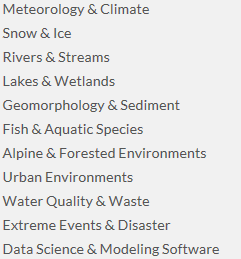 Meteorology & Climate
Snow & Ice
Rivers & Streams
Lakes & Wetlands
Geomorphology & Sediment
Fish & Aquatic Species
Alpine & Forested Environments
Urban Environments
Water Quality & Waste
Extreme Events & Disaster
Data Science & Modeling Software